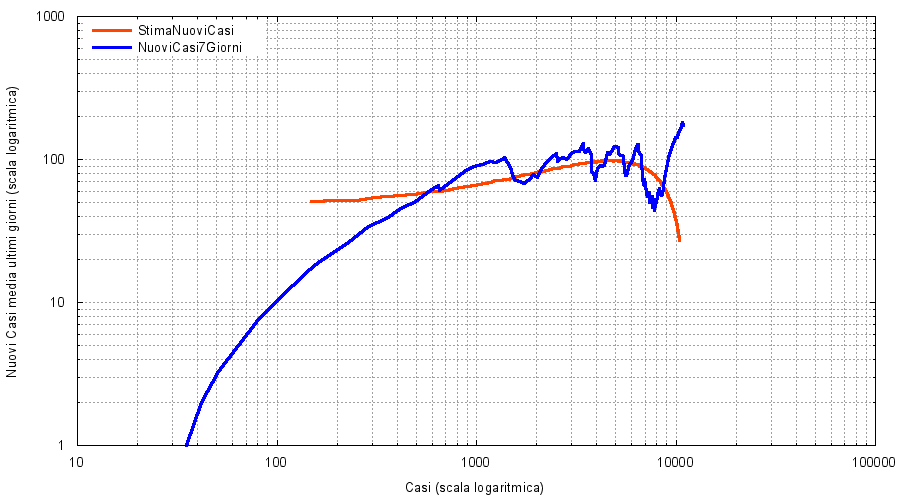 1000
StimaNuoviCasi
NuoviCasi7Giorni
100
10
1
Nuovi Casi media ultimi giorni (scala logaritmica)
10 100 1000 10000 100000
Casi (scala logaritmica)